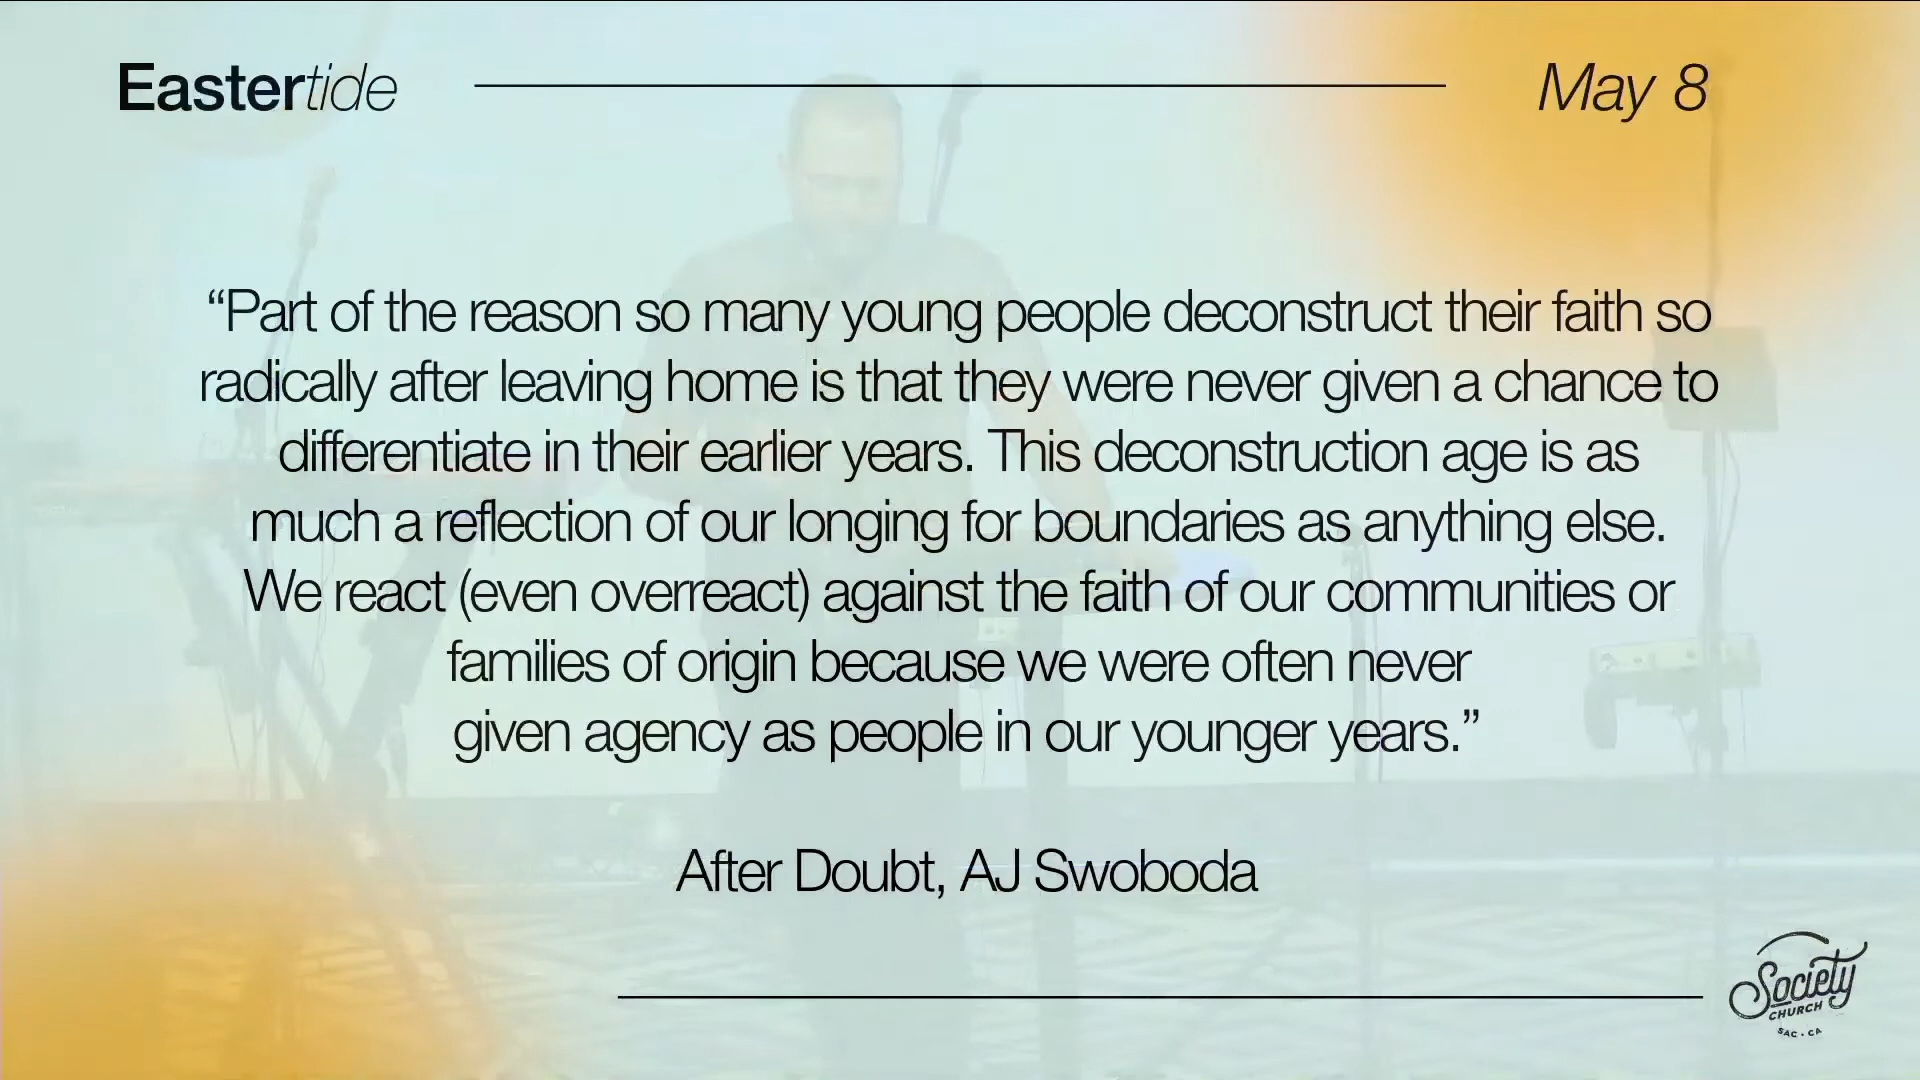 Eastertide
May 8
“Part of the reason so many young people deconstruct their faith so
radically after leaving home is that they were never given a chance to
differentiate in their earlier years. This deconstruction age is as
much a reflection of our longing for boundaries as anything else.
We react (even overreact) against the faith of our communities or
families of origin because we were often never
given agency as people in our younger years.”
After Doubt, AJ Swoboda
Society
CHURCH
SAC · CA